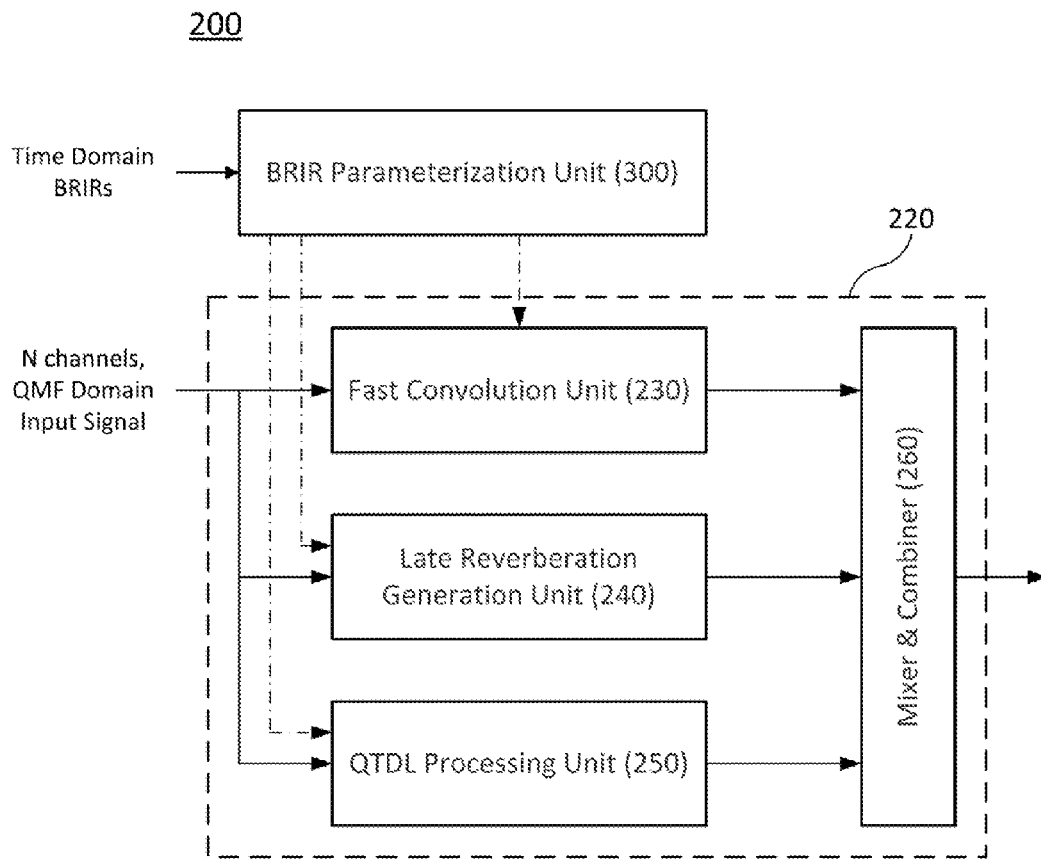 200
Time Domain
BRIRs
BRIR Parameterization Unit (300)
220
N channels,
QMF Domain
Input Signal
Fast Convolution Unit (230)
Late Reverberation
Generation Unit (240)
QTDL Processing Unit (250)
Mixer & Combiner (260)